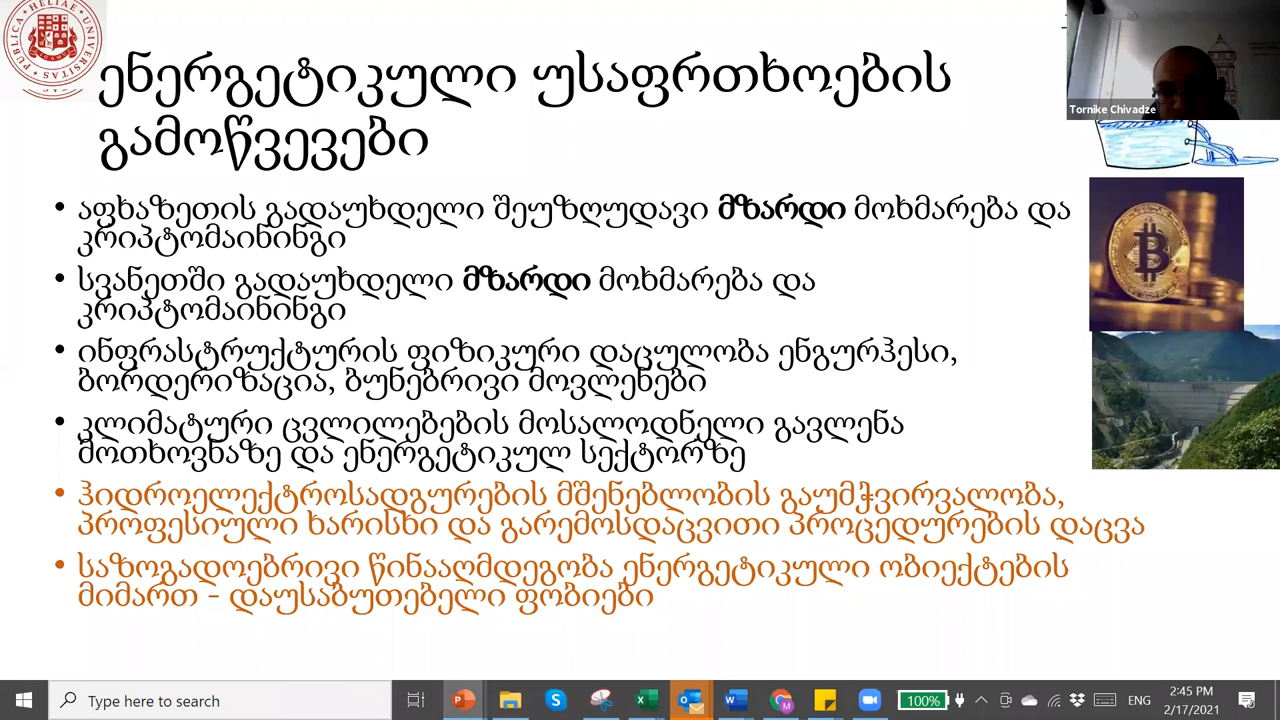 ენერგეტიკული უსაფრთხოების
გამოწვევები
• აფხაზეთის გადაუხდელი შეუზღუდავი მზარდი მოხმარება და
კრიპტომაინინგი
• სვანეთში გადაუხდელი მზარდი მოხმარება და
კრიპტომაინინგი
• ინფრასტრუქტურის ფიზიკური დაცულობა ენგურჰესი,
ბორდერიზაცია, ბუნებრივი მოვლენები
• კლიმატური ცვლილებების მოსალოდნელი გავლენა
მოთხოვნაზე და ენერგეტიკულ სექტორზე
• ჰიდროელექტროსადგურების მშენებლობის გაუმჭვირვალობა,
პროფესიული ხარისხი და გარემოსდაცვითი პროცედურების დაცვა
• საზოგადოებრივი წინააღმდეგობა ენერგეტიკული ობიექტების
მიმართ - დაუსაბუთებელი ფობიები
Tornike Chivadze
Type here to search
100%
ENG
2:45 PM
2/17/2021